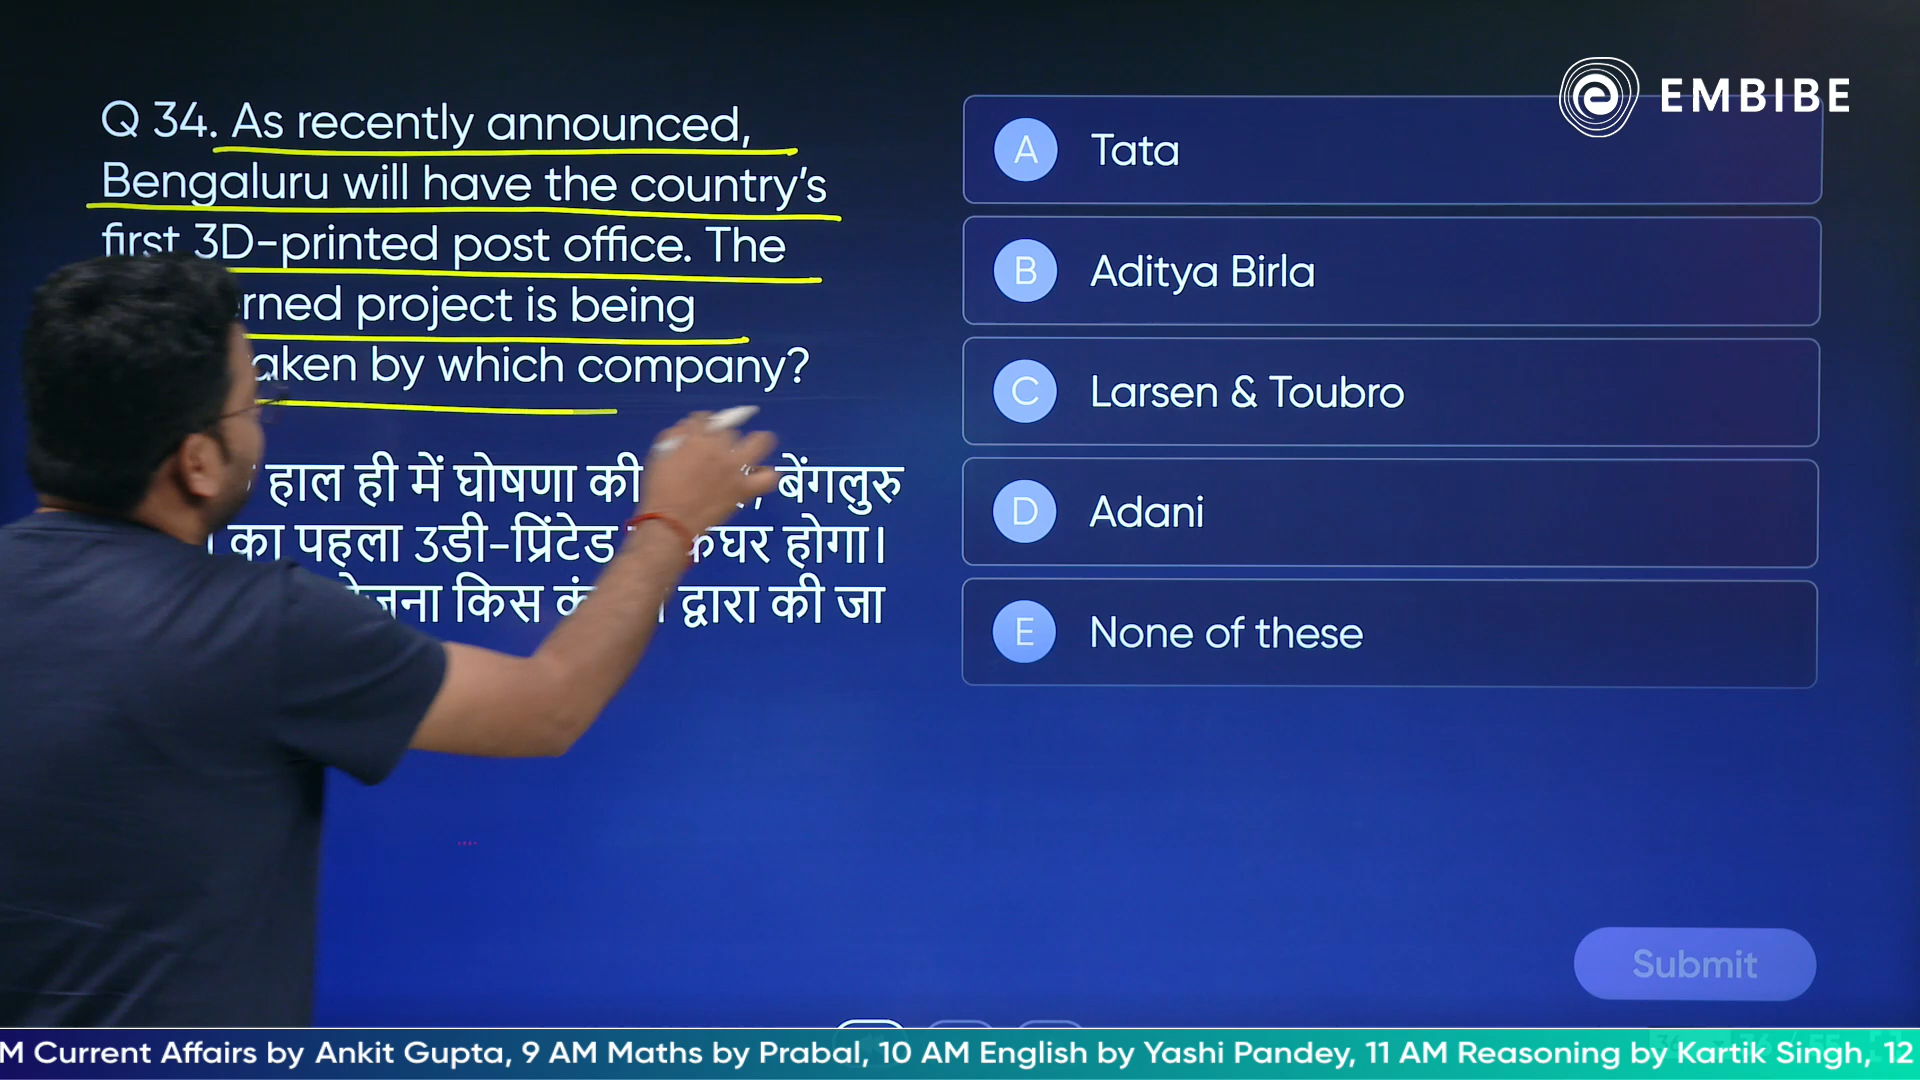 EMBIBE
Q 34. As recently announced,
Bengaluru will have the country's
first 3D-printed post office. The
project is being
by which company?
हाल ही में घोषणा की बेंगलुरु
का पहला 3डी-प्रिंटेड होगा।
किस द्वारा की जा
A Tata
B Aditya Birla
C Larsen & Toubro
D Adani
E None of these
Submit
M Current Affairs by Ankit Gupta, 9 AM Maths by Prabal, 10 AM English by Yashi Pandey, 11 AM Reasoning by Kartik Singh, 12